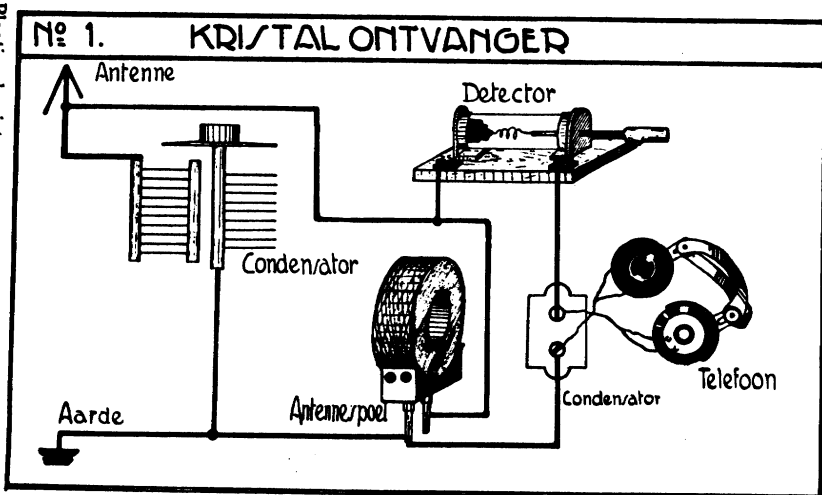 Nº 1. KRISTAL ONTVANGER
Antenne
Detector
Condensator
Antennespoel
Telefoon
Condensator
Aarde